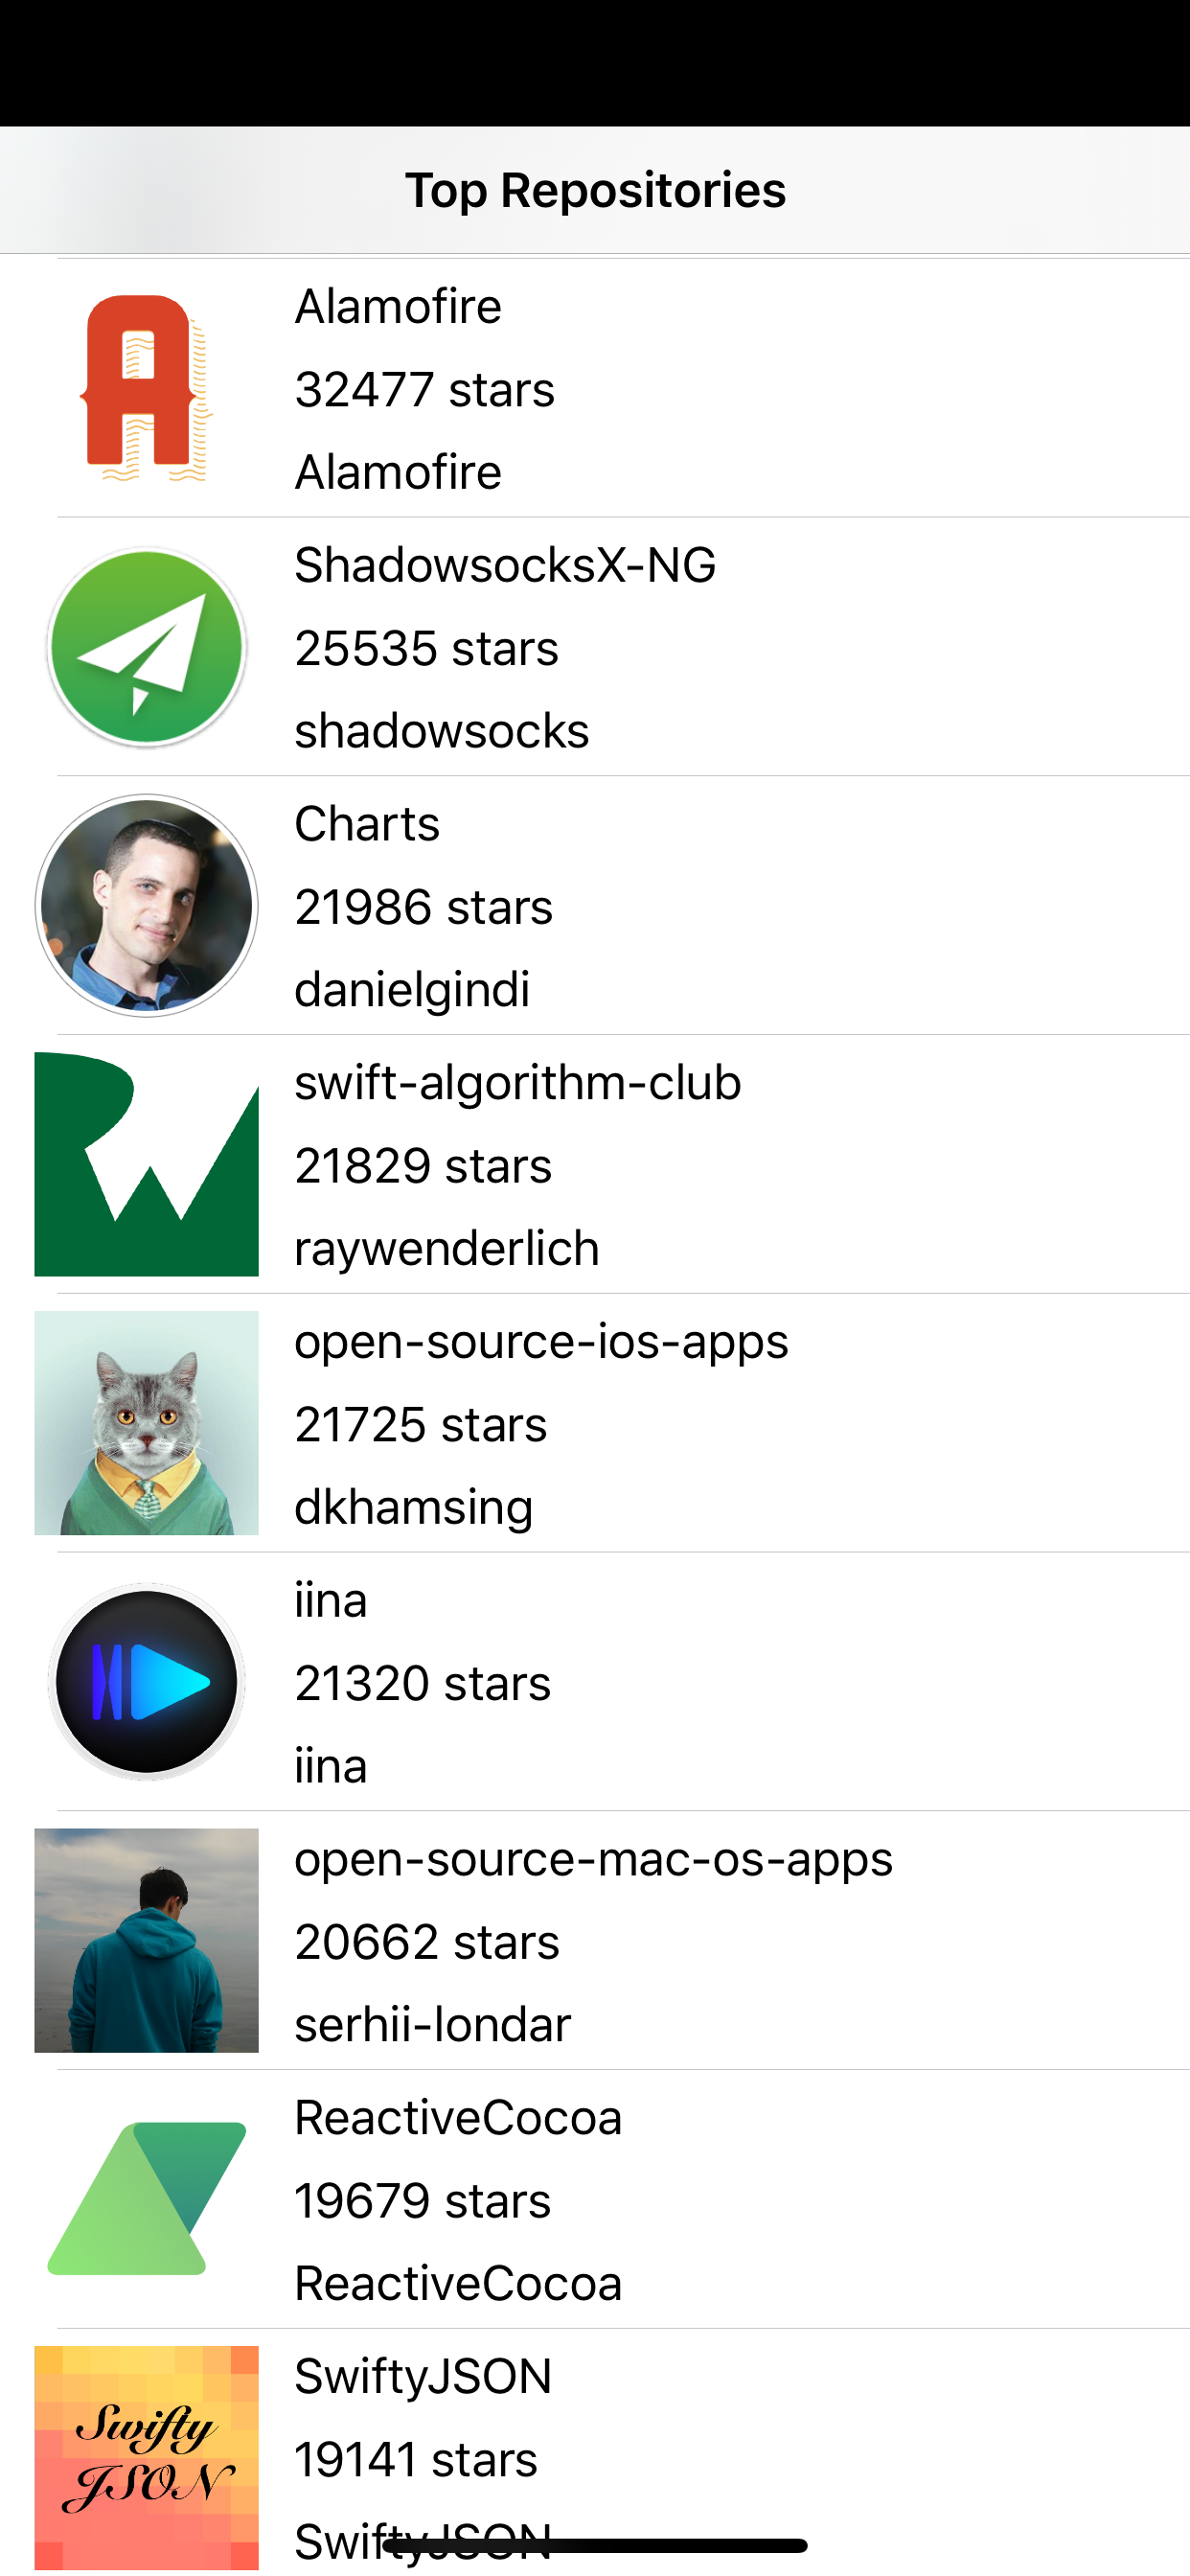 Top Repositories
Alamofire
32477 stars
Alamofire
ShadowsocksX-NG
25535 stars
shadowsocks
Charts
21986 stars
danielgindi
swift-algorithm-club
21829 stars
raywenderlich
open-source-ios-apps
21725 stars
dkhamsing
iina
21320 stars
iina
open-source-mac-os-apps
20662 stars
serhii-londar
ReactiveCocoa
19679 stars
ReactiveCocoa
Swifty
JSON
SwiftyJSON
19141 stars
SwiftyJSON